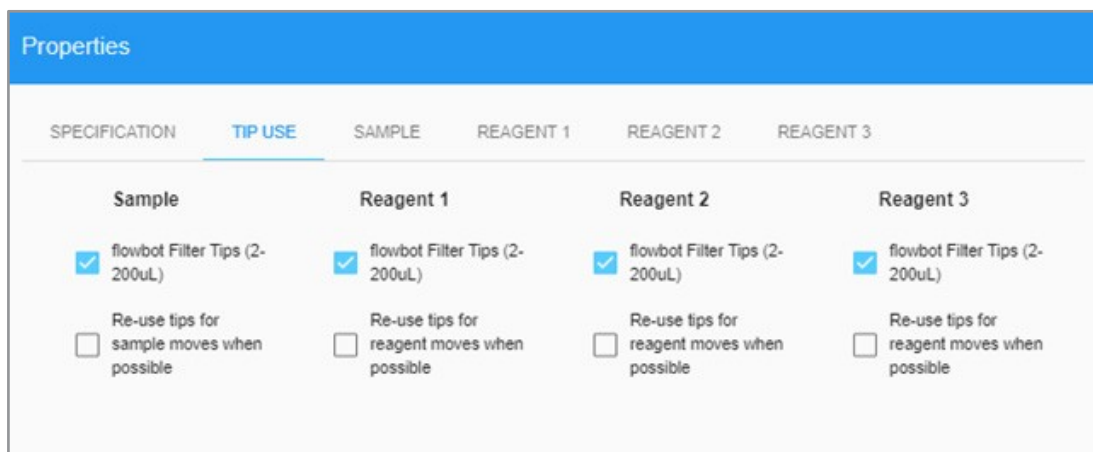 Properties
SPECIFICATION TIP USE SAMPLE REAGENT 1 REAGENT 2 REAGENT 3
Sample Reagent 1 Reagent 2 Reagent 3
flowbot Filter Tips (2- flowbot Filter Tips (2- flowbot Filter Tips (2- flowbot Filter Tips (2-
200uL) 200uL) 200uL) 200uL)
Re-use tips for Re-use tips for Re-use tips for Re-use tips for
sample moves when reagent moves when reagent moves when reagent moves when
possible possible possible possible